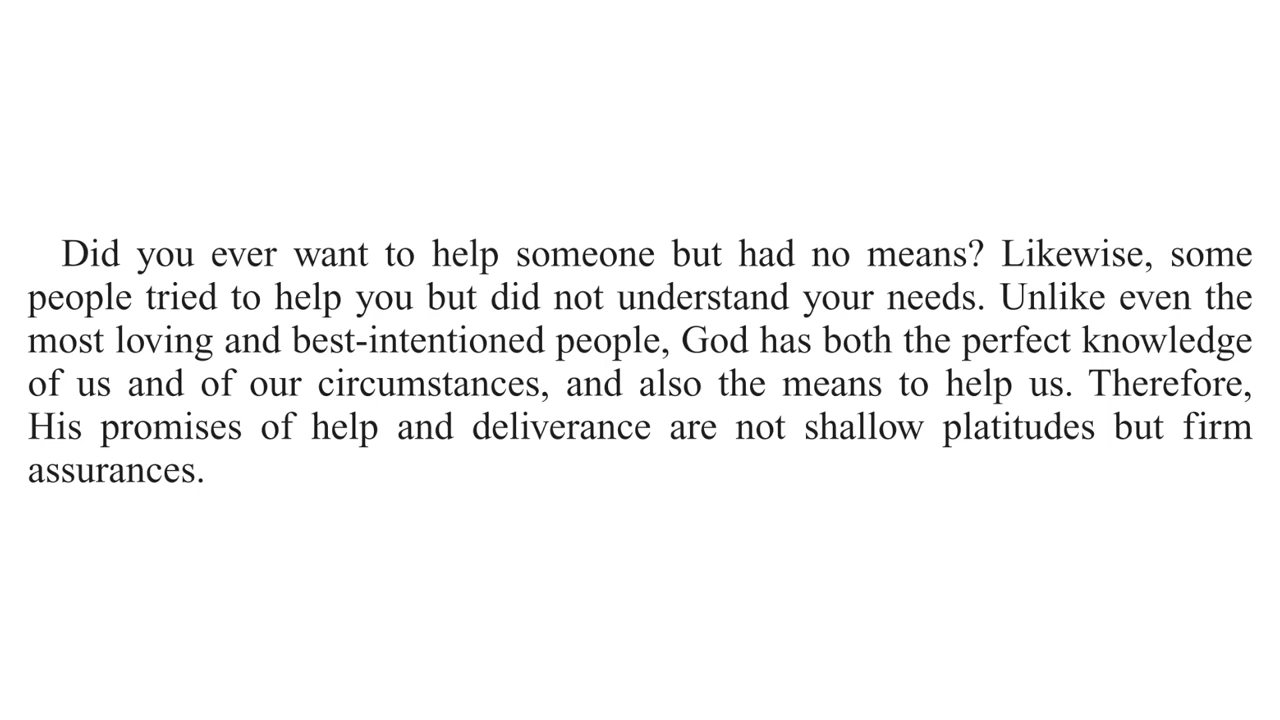 Did you ever want to help someone but had no means? Likewise, some
people tried to help you but did not understand your needs. Unlike even the
most loving and best-intentioned people, God has both the perfect knowledge
of us and of our circumstances, and also the means to help us. Therefore,
His promises of help and deliverance are not shallow platitudes but firm
assurances.